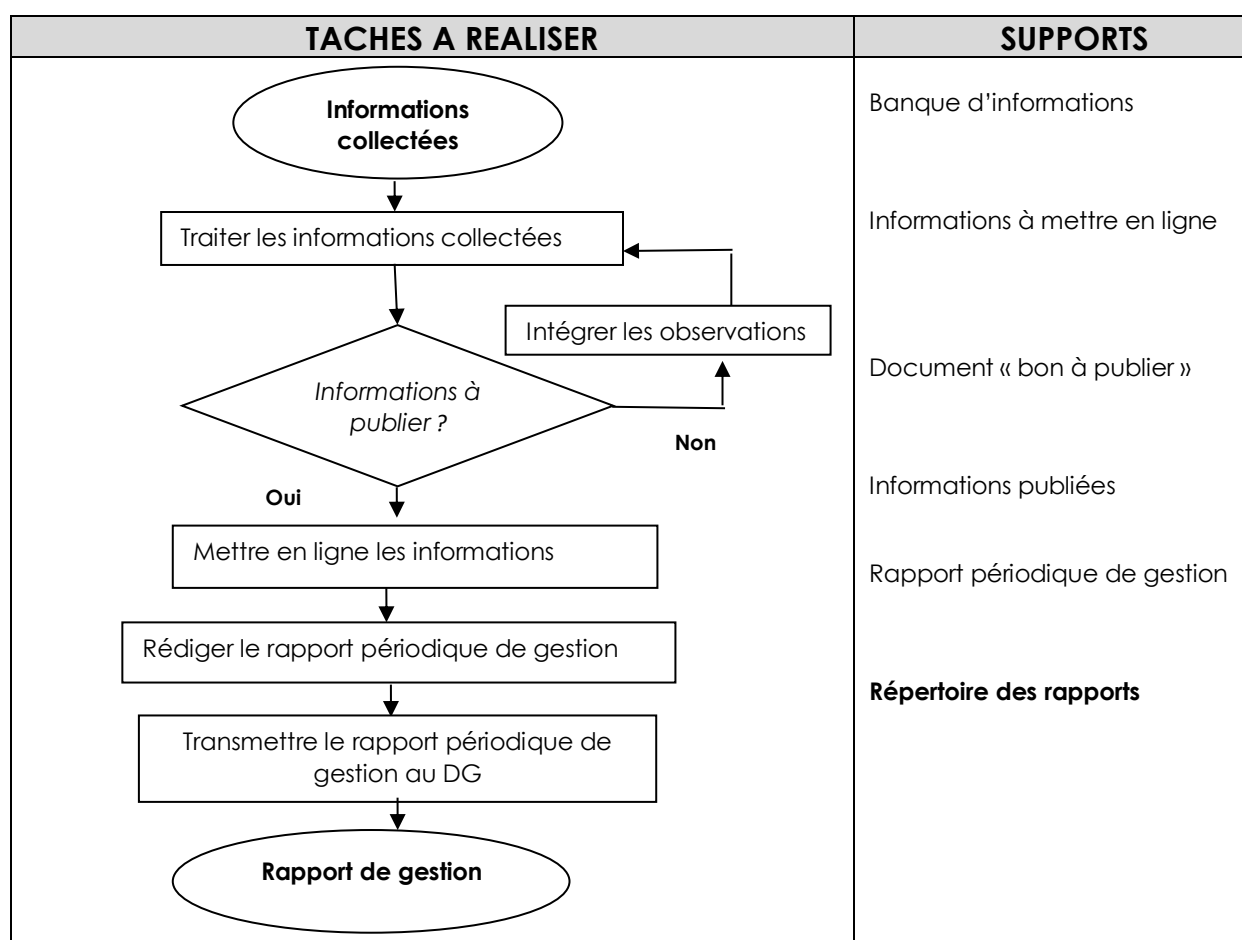 TACHES A REALISER
SUPPORTS
Informations
collectées
Banque d’informations
Traiter les informations collectées
Informations à mettre en ligne
Intégrer les observations
Informations à
publier ?
Document « bon à publier »
Non
Oui
Informations publiées
Mettre en ligne les informations
Rapport périodique de gestion
Rédiger le rapport périodique de gestion
Répertoire des rapports
Transmettre le rapport périodique de
gestion au DG
Rapport de gestion